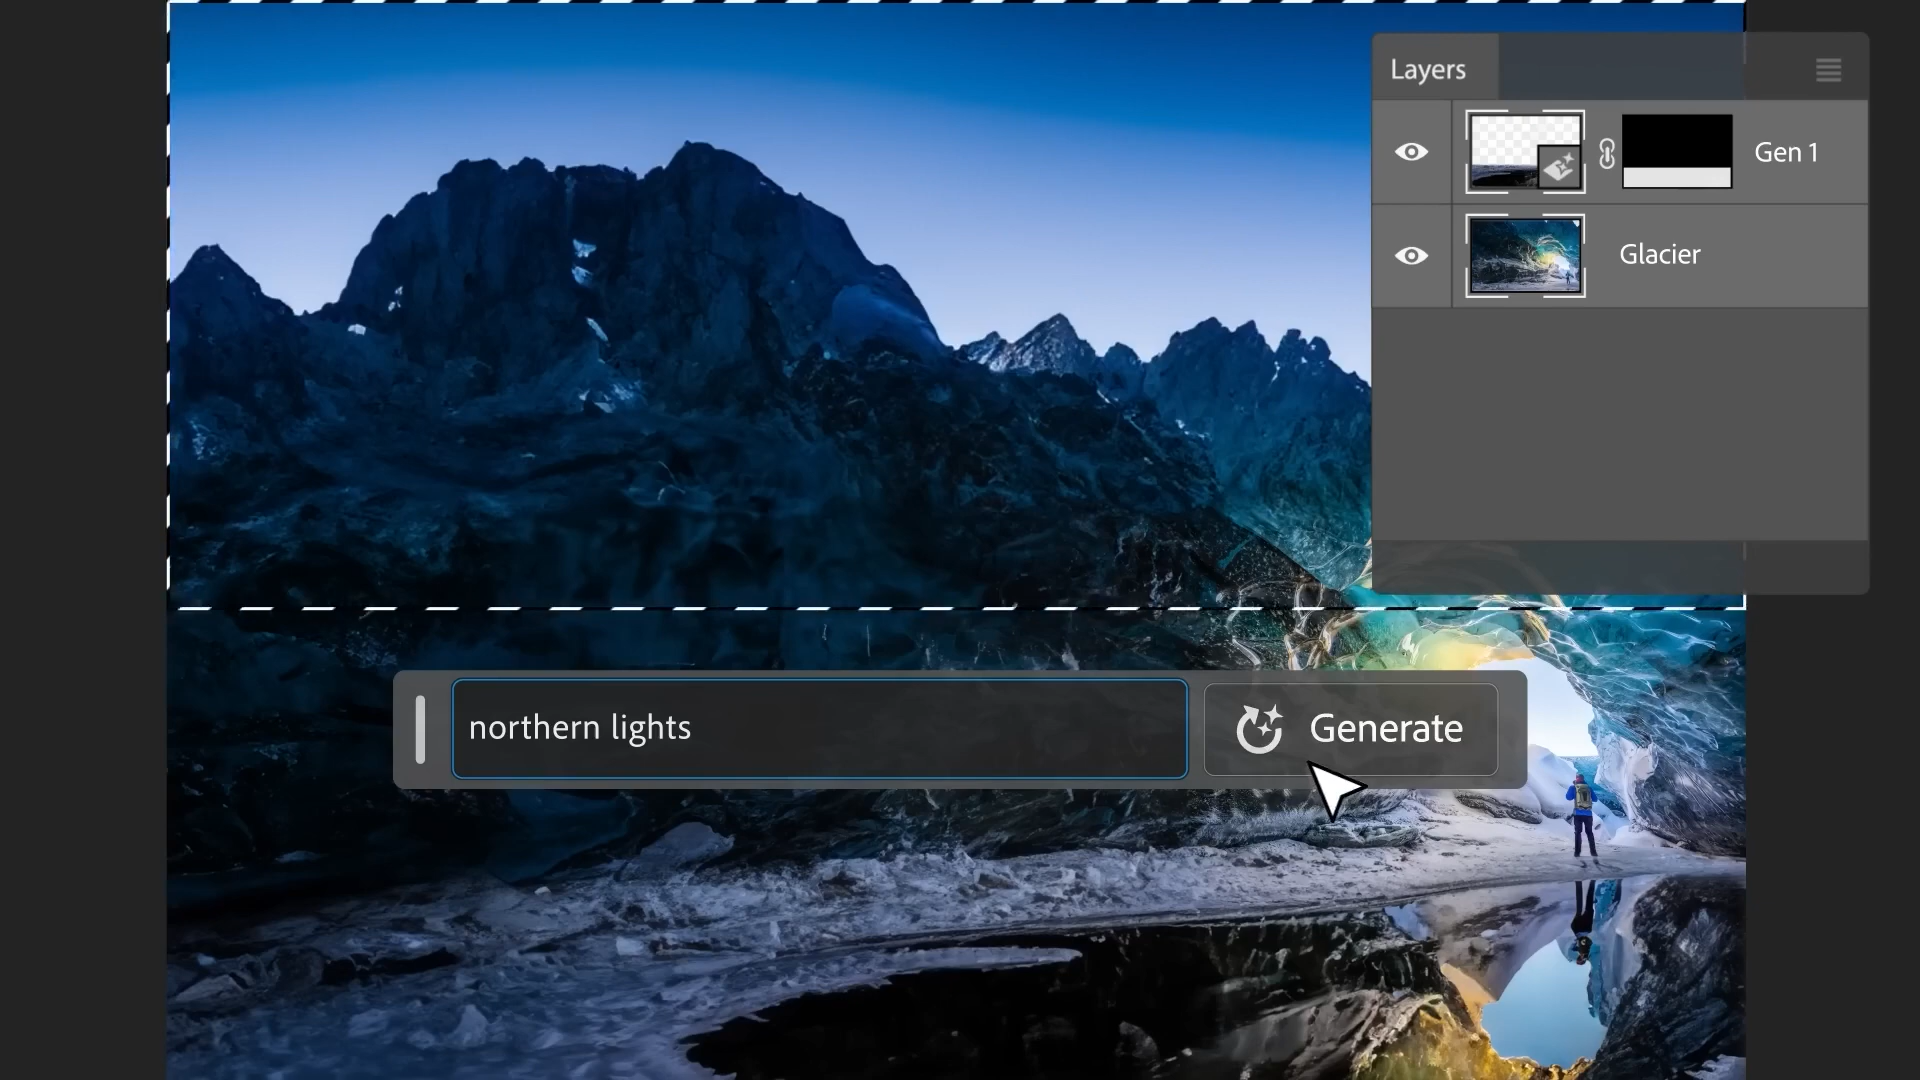 Layers
Gen 1
Glacier
northern lights
Generate